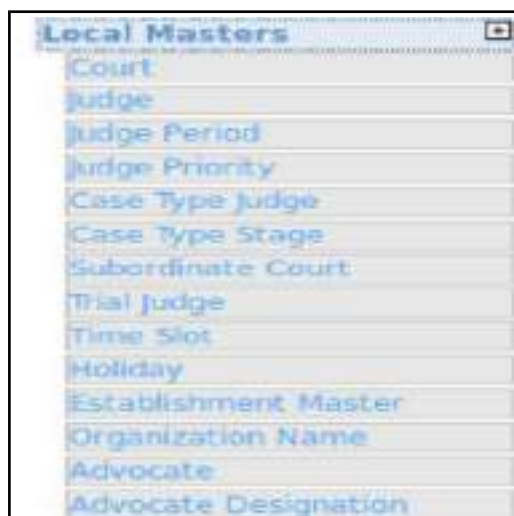 Local Masters
Court
Judge
Judge Period
Judge Priority
Case Type Judge
Case Type Stage
Subordinate Court
Trial Judge
Time Slot
Holiday
Establishment Master
Organization Name
Advocate
Advocate Designation